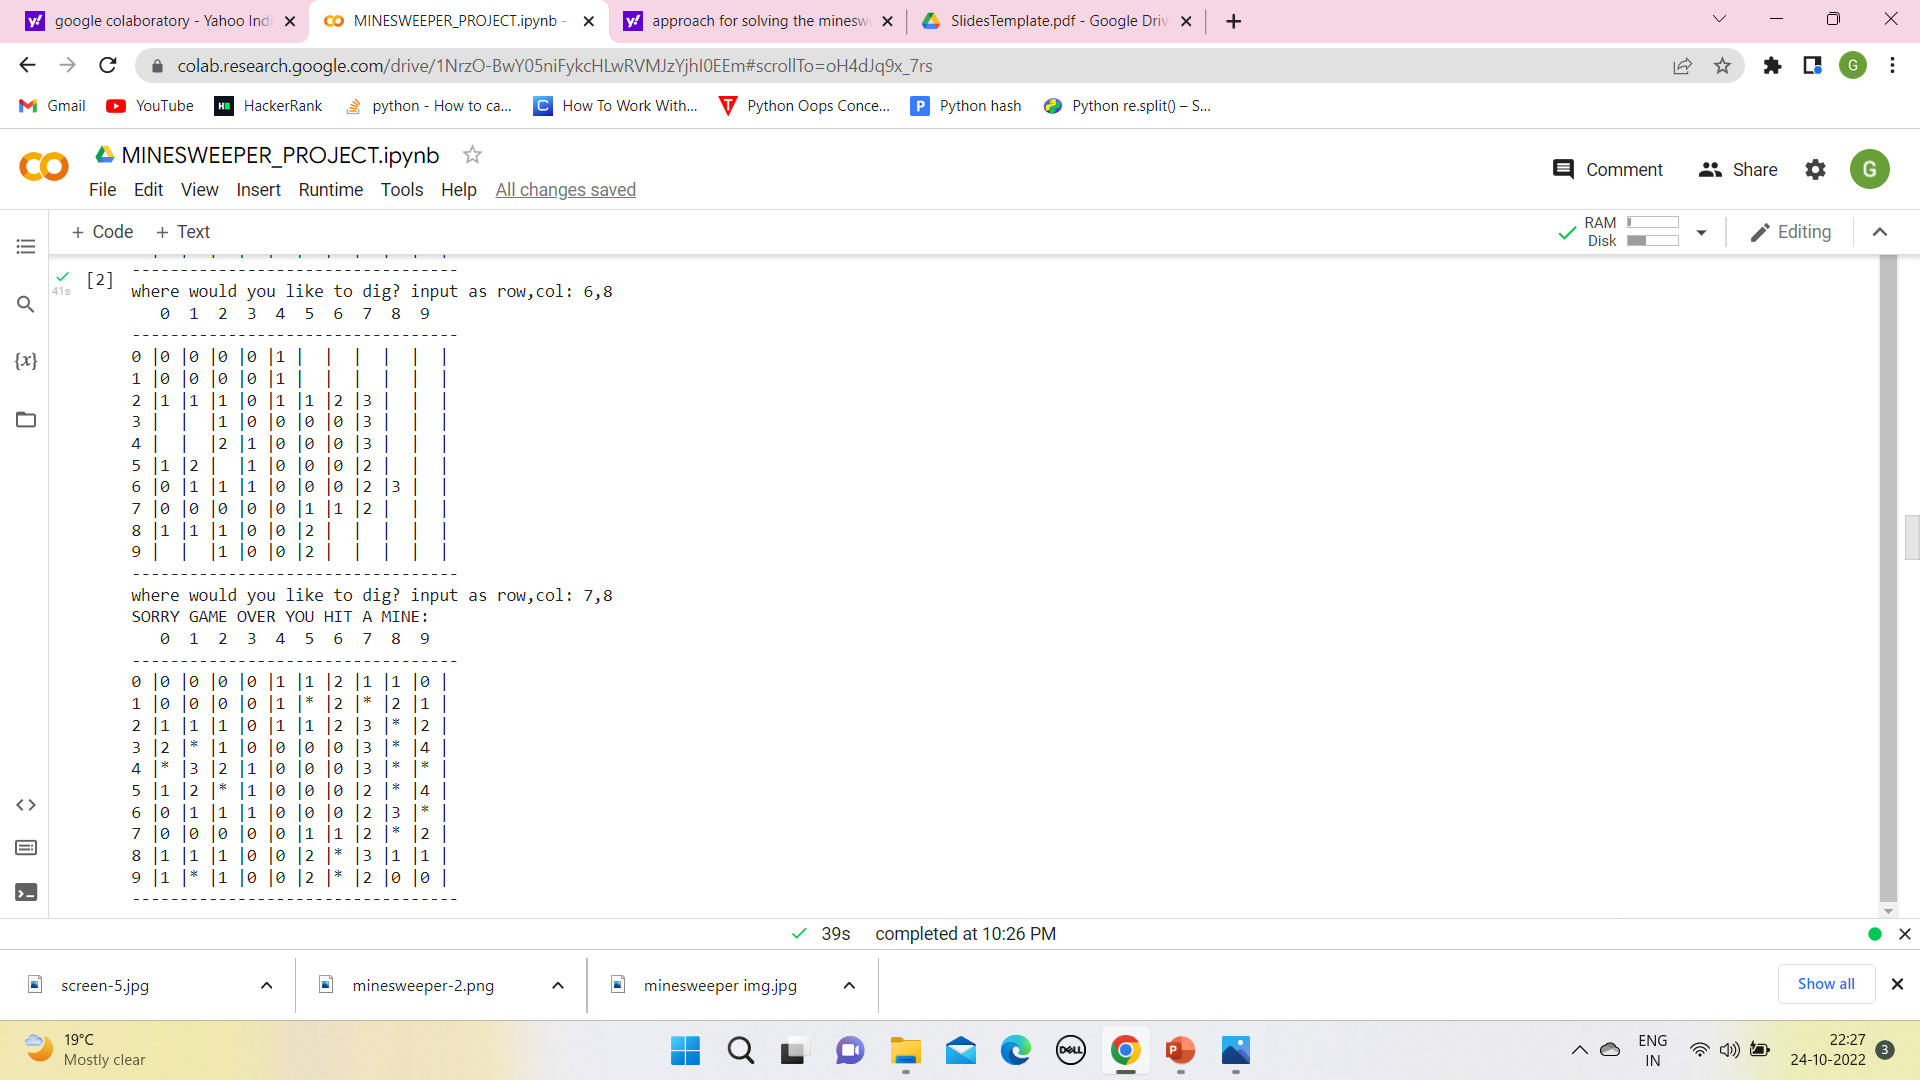 google colaboratory - Yahoo Indi
MINESWEEPER_PROJECT.ipynb -
approach for solving the minesw
SlidesTemplate.pdf - Google Driv
colab.research.google.com/drive/1NrzO-BwY05niFykcHLwRVMJzYjhI0EEm#scrollTo=oH4dJq9x_7rs
G
Gmail YouTube HackerRank python - How to ca... How To Work With... Python Oops Conce... Python hash Python re.split() – S...
MINESWEEPER_PROJECT.ipynb
File Edit View Insert Runtime Tools Help All changes saved
Comment Share G
+ Code + Text
RAM
Disk
Editing
[2]
41s
----------------------------------
where would you like to dig? input as row,col: 6,8
   0  1  2  3  4  5  6  7  8  9
----------------------------------
0 |0 |0 |0 |0 |1 |  |  |  |  |  |
1 |0 |0 |0 |0 |1 |  |  |  |  |  |
2 |1 |1 |1 |0 |1 |1 |2 |3 |  |  |
3 |  |  |1 |0 |0 |0 |0 |3 |  |  |
4 |  |  |2 |1 |0 |0 |0 |3 |  |  |
5 |1 |2 |  |1 |0 |0 |0 |2 |  |  |
6 |0 |1 |1 |1 |0 |0 |0 |2 |3 |  |
7 |0 |0 |0 |0 |0 |1 |1 |2 |  |  |
8 |1 |1 |1 |0 |0 |2 |  |  |  |  |
9 |  |  |1 |0 |0 |2 |  |  |  |  |
----------------------------------
where would you like to dig? input as row,col: 7,8
SORRY GAME OVER YOU HIT A MINE:
   0  1  2  3  4  5  6  7  8  9
----------------------------------
0 |0 |0 |0 |0 |1 |1 |2 |1 |1 |0 |
1 |0 |0 |0 |0 |1 |* |2 |* |2 |1 |
2 |1 |1 |1 |0 |1 |1 |2 |3 |* |2 |
3 |2 |* |1 |0 |0 |0 |0 |3 |* |4 |
4 |* |3 |2 |1 |0 |0 |0 |3 |* |* |
5 |1 |2 |* |1 |0 |0 |0 |2 |* |4 |
6 |0 |1 |1 |1 |0 |0 |0 |2 |3 |* |
7 |0 |0 |0 |0 |0 |1 |1 |2 |* |2 |
8 |1 |1 |1 |0 |0 |2 |* |3 |1 |1 |
9 |1 |* |1 |0 |0 |2 |* |2 |0 |0 |
----------------------------------
39s completed at 10:26 PM
screen-5.jpg
minesweeper-2.png
minesweeper img.jpg
Show all
19°C
Mostly clear
DELL
P
ENG
IN
22:27
24-10-2022
3